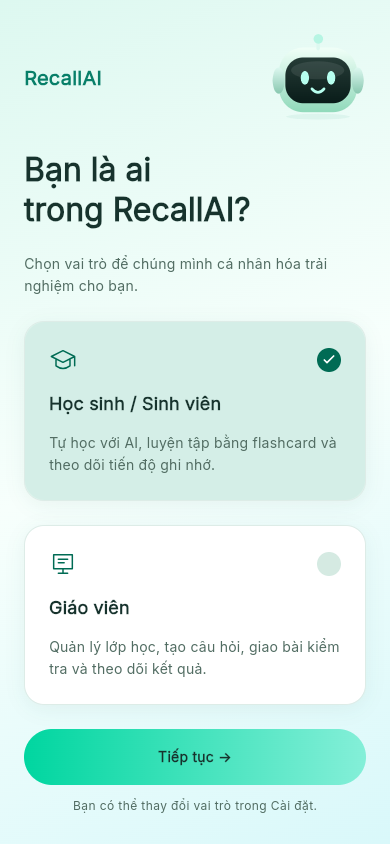 RecallAI
Bạn là ai
trong RecallAI?
Chọn vai trò để chúng mình cá nhân hóa trải
nghiệm cho bạn.
Học sinh / Sinh viên
Tự học với AI, luyện tập bằng flashcard và
theo dõi tiến độ ghi nhớ.
Giáo viên
Quản lý lớp học, tạo câu hỏi, giao bài kiểm
tra và theo dõi kết quả.
Tiếp tục →
Bạn có thể thay đổi vai trò trong Cài đặt.